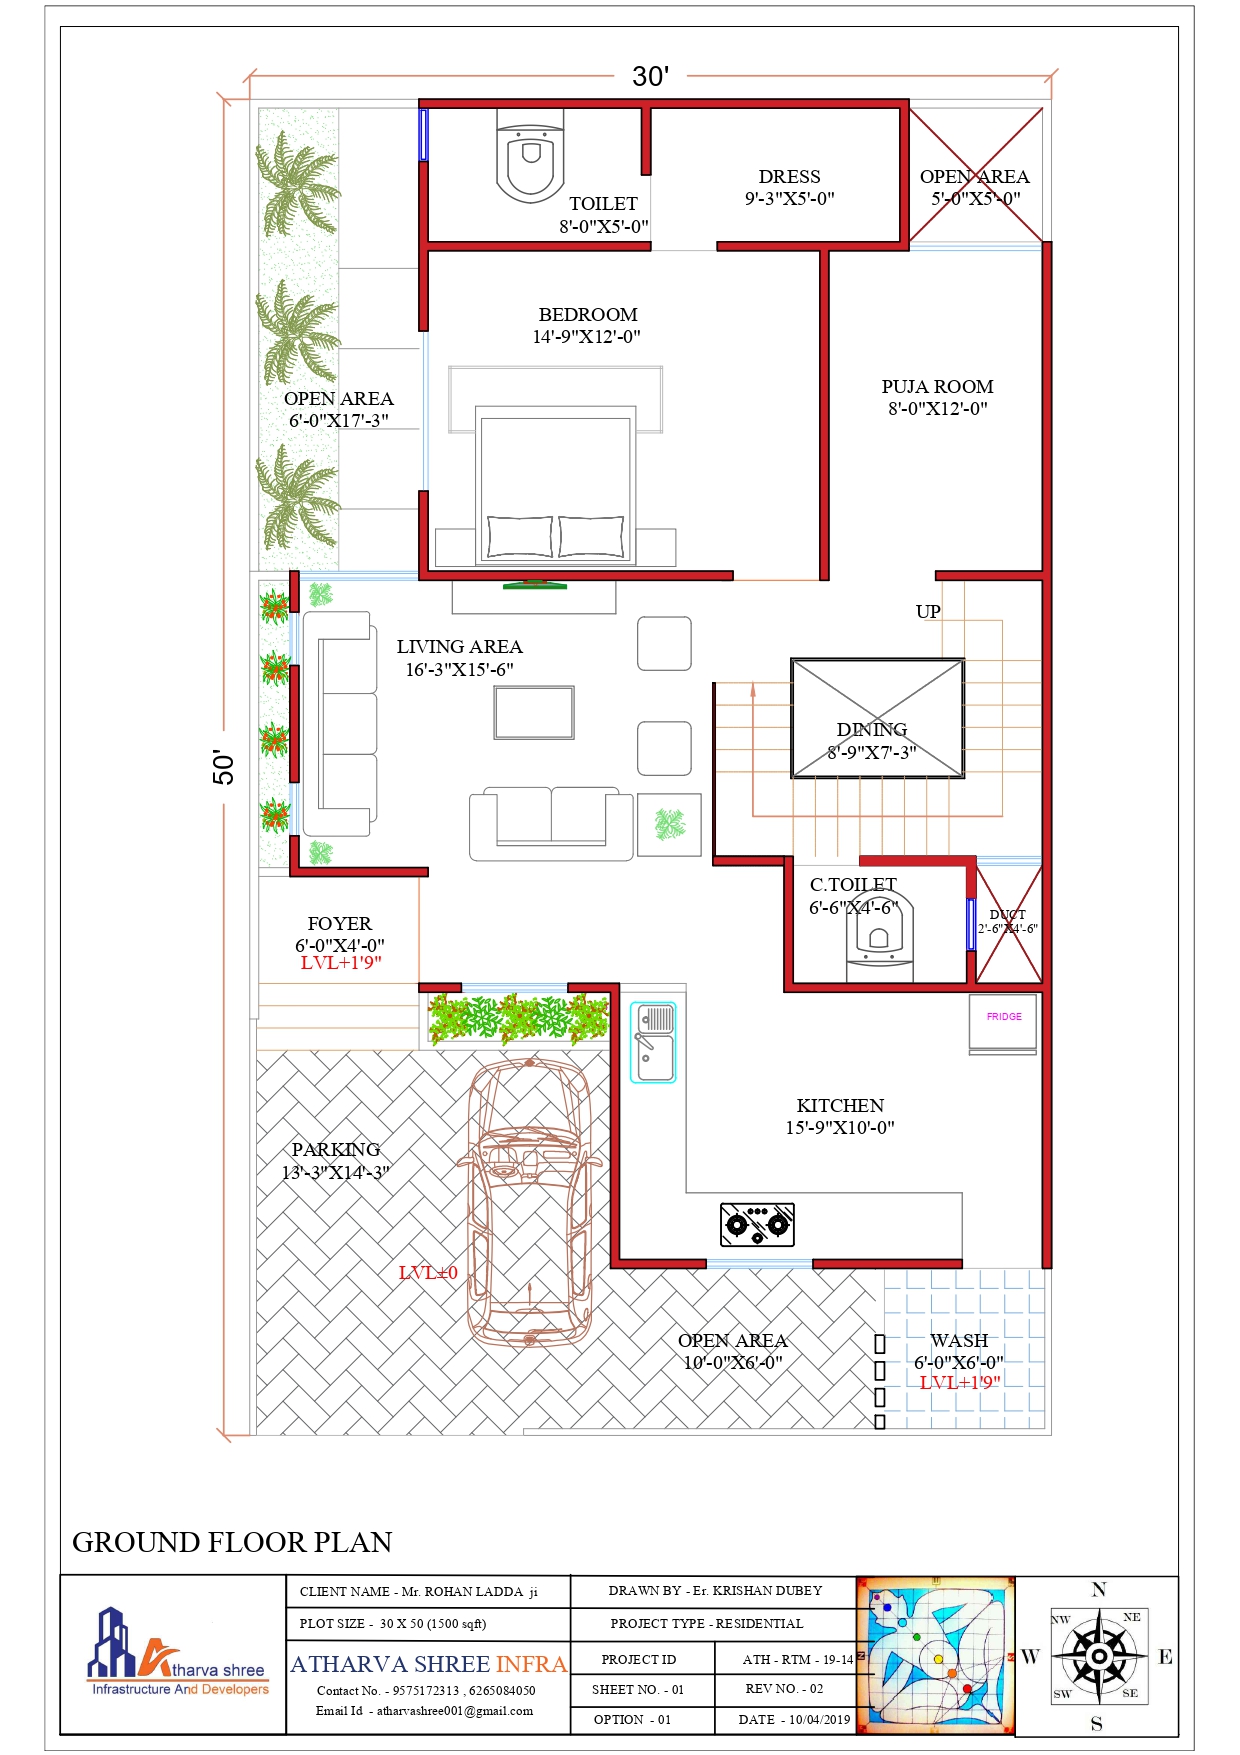 30'
50'
TOILET
8'-0"X5'-0"
DRESS
9'-3"X5'-0"
OPEN AREA
5'-0"X5'-0"
BEDROOM
14'-9"X12'-0"
OPEN AREA
6'-0"X17'-3"
PUJA ROOM
8'-0"X12'-0"
UP
LIVING AREA
16'-3"X15'-6"
DINING
8'-9"X7'-3"
C.TOILET
6'-6"X4'-6"
DUCT
2'-6"X4'-6"
FOYER
6'-0"X4'-0"
LVL+1'9"
FRIDGE
KITCHEN
15'-9"X10'-0"
PARKING
13'-3"X14'-3"
LVL±0
OPEN AREA
10'-0"X6'-0"
WASH
6'-0"X6'-0"
LVL+1'9"
GROUND FLOOR PLAN
Atharva shree
Infrastructure And Developers
CLIENT NAME - Mr. ROHAN LADDA ji
PLOT SIZE - 30 X 50 (1500 sqft)
ATHARVA SHREE INFRA
Contact No. - 9575172313 , 6265084050
Email Id - atharvashree001@gmail.com
DRAWN BY - Er. KRISHAN DUBEY
PROJECT TYPE - RESIDENTIAL
PROJECT ID ATH - RTM - 19-14
SHEET NO. - 01 REV NO. - 02
OPTION - 01 DATE - 10/04/2019
N
NW NE
W E
SW SE
S